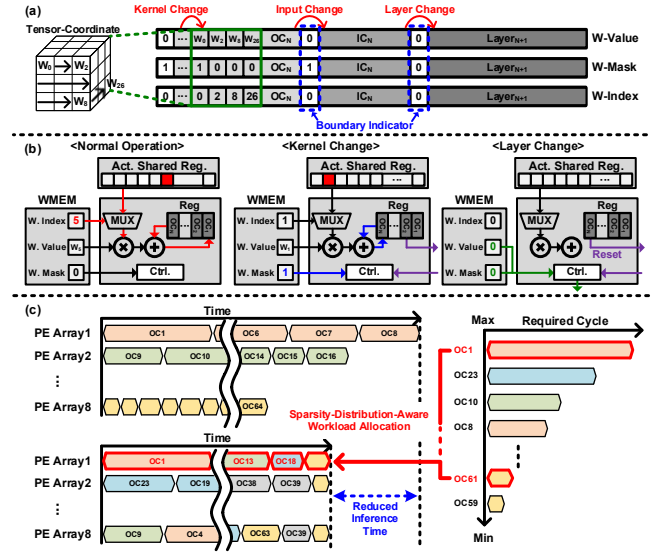 (a)
Kernel Change Input Change Layer Change
Tensor-Coordinate
W0 W2
W8
W26
0 ... W0 W2 W8 W26 OCN 0 ICN 0 LayerN+1 W-Value
1 ... 1 0 0 0 OCN 1 ICN 0 LayerN+1 W-Mask
0 ... 0 2 8 26 OCN 0 ICN 0 LayerN+1 W-Index
Boundary Indicator
(b)
<Normal Operation> <Kernel Change> <Layer Change>
Act. Shared Reg. Act. Shared Reg. Act. Shared Reg.
WMEM Reg WMEM Reg WMEM Reg
W. Index 5 MUX W. Index 1 MUX W. Index 0 MUX
W. Value W5 W. Value W1 W. Value 0
Reset
W. Mask 0 Ctrl. W. Mask 1 Ctrl. W. Mask 0 Ctrl.
(c)
Time
PE Array1 OC1 OC6 OC7 OC8
PE Array2 OC9 OC10 OC14 OC15 OC16
⋮
PE Array8 OC64
Max Required Cycle
OC1
OC23
OC10
OC8
OC61
OC59
Min
Sparsity-Distribution-Aware
Workload Allocation
Time
PE Array1 OC1 OC13 OC18
PE Array2 OC23 OC19 OC38 OC39
⋮
PE Array8 OC9 OC4 OC63 OC39
Reduced
Inference
Time